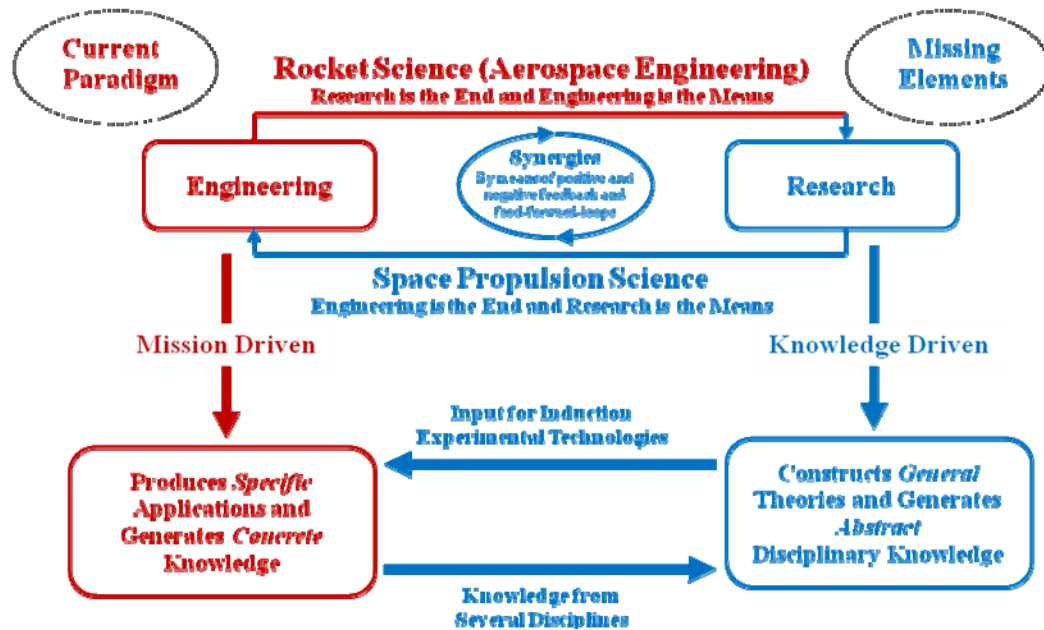 Current
Paradigm
Rocket Science (Aerospace Engineering)
Research is the End and Engineering is the Means
Missing
Elements
Engineering
Synergies
By means of positive and
negative feedback and
feed-forward-loops
Research
Space Propulsion Science
Engineering is the End and Research is the Means
Mission Driven
Knowledge Driven
Input for Induction
Experimental Technologies
Produces Specific
Applications and
Generates Concrete
Knowledge
Constructs General
Theories and Generates
Abstract
Disciplinary Knowledge
Knowledge from
Several Disciplines